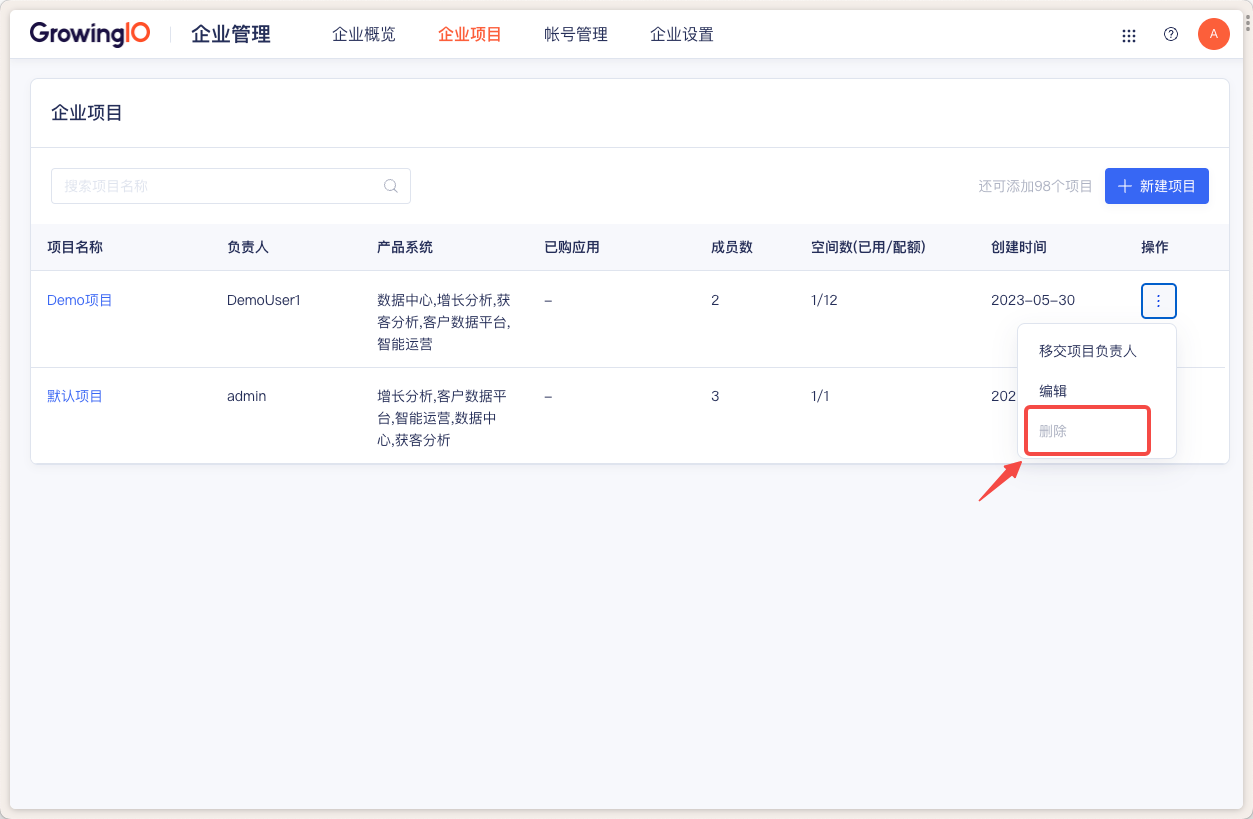 GrowingIO
企业管理
企业概览
企业项目
帐号管理
企业设置
A
企业项目
搜索项目名称
还可添加98个项目
新建项目
项目名称
负责人
产品系统
已购应用
成员数
空间数(已用/配额)
创建时间
操作
Demo项目
DemoUser1
数据中心,增长分析,获
客分析,客户数据平台,
智能运营
–
2
1/12
2023-05-30
移交项目负责人
编辑
删除
默认项目
admin
增长分析,客户数据平
台,智能运营,数据中
心,获客分析
–
3
1/1
202